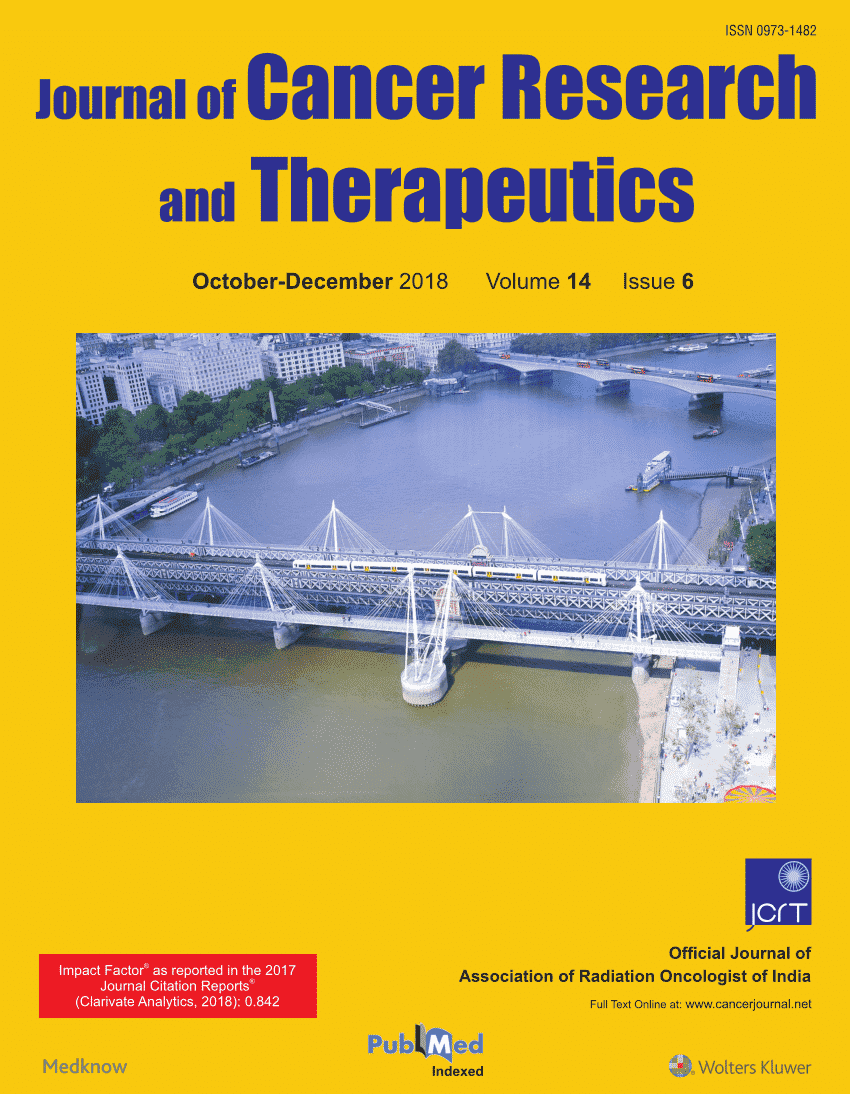 ISSN 0973-1482
Journal of Cancer Research
and Therapeutics
October-December 2018 Volume 14 Issue 6
jcrt
Official Journal of
Association of Radiation Oncologist of India
Full Text Online at: www.cancerjournal.net
Impact Factor® as reported in the 2017
Journal Citation Reports®
(Clarivate Analytics, 2018): 0.842
PubMed
Indexed
Medknow
Wolters Kluwer